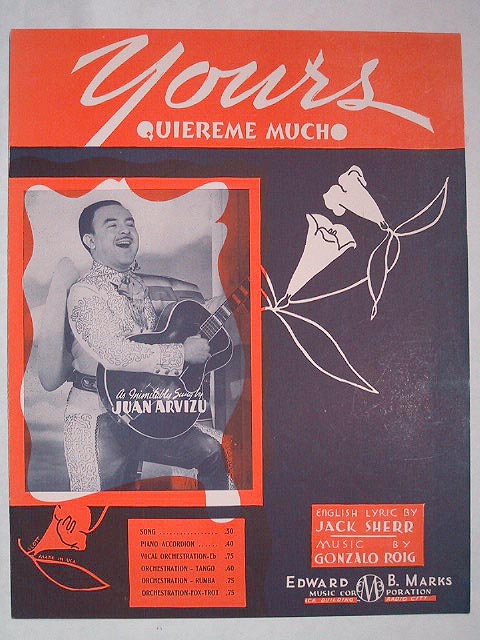 Yours
QUIEREME MUCHO
As Inimitably Sung by
JUAN ARVIZU
MADE IN U.S.A.
SONG .................. .50
PIANO ACCORDION ...... .40
VOCAL ORCHESTRATION-Eb .75
ORCHESTRATION - TANGO .60
ORCHESTRATION - RUMBA .75
ORCHESTRATION-FOX-TROT .75
ENGLISH LYRIC BY
JACK SHERR
MUSIC BY
GONZALO ROIG
EDWARD B. MARKS
MUSIC CORPORATION
RCA BUILDING RADIO CITY